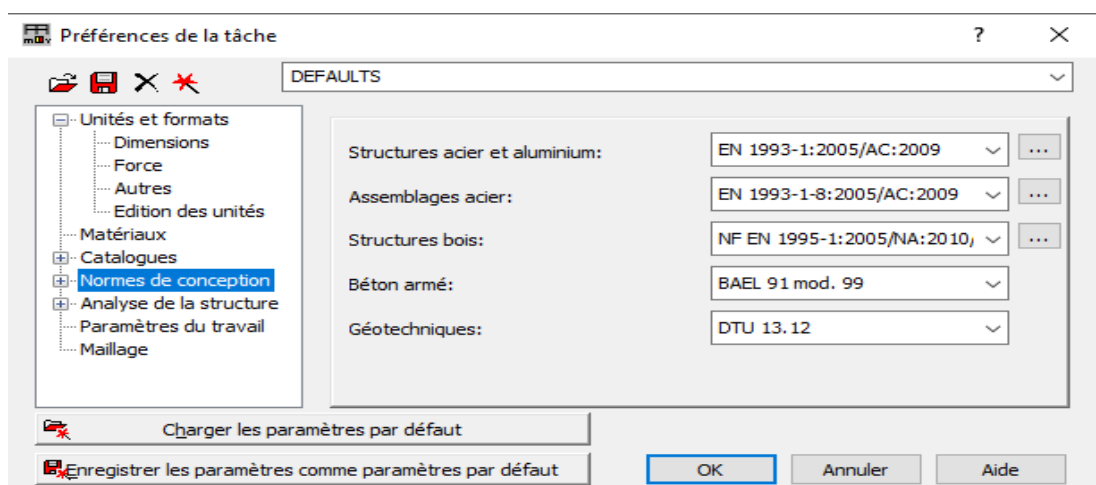 Préférences de la tâche
?
DEFAULTS
Unités et formats
Dimensions
Force
Autres
Edition des unités
Matériaux
Catalogues
Normes de conception
Analyse de la structure
Paramètres du travail
Maillage
Structures acier et aluminium: EN 1993-1:2005/AC:2009 ...
Assemblages acier: EN 1993-1-8:2005/AC:2009 ...
Structures bois: NF EN 1995-1:2005/NA:2010/ ...
Béton armé: BAEL 91 mod. 99
Géotechniques: DTU 13.12
Charger les paramètres par défaut
Enregistrer les paramètres comme paramètres par défaut
OK Annuler Aide